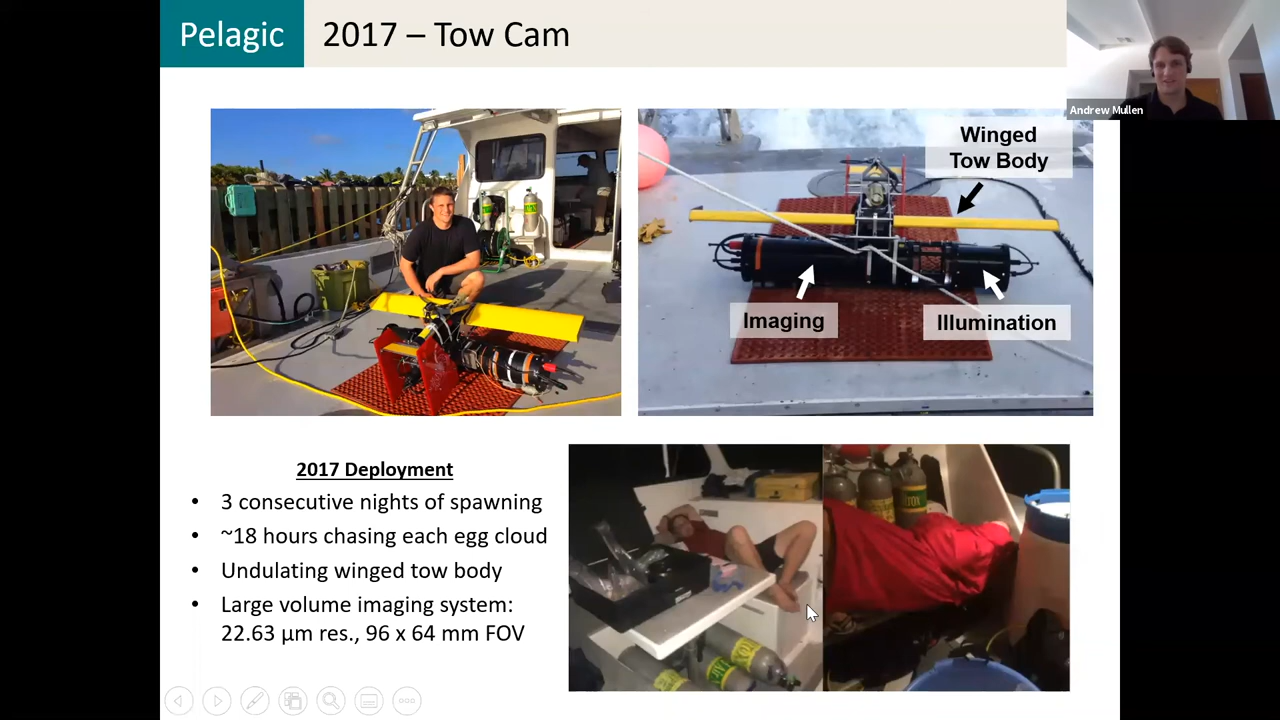 Pelagic
2017 – Tow Cam
Andrew Mullen
Winged
Tow Body
Imaging
Illumination
2017 Deployment
• 3 consecutive nights of spawning
• ~18 hours chasing each egg cloud
• Undulating winged tow body
• Large volume imaging system:
22.63 µm res., 96 x 64 mm FOV